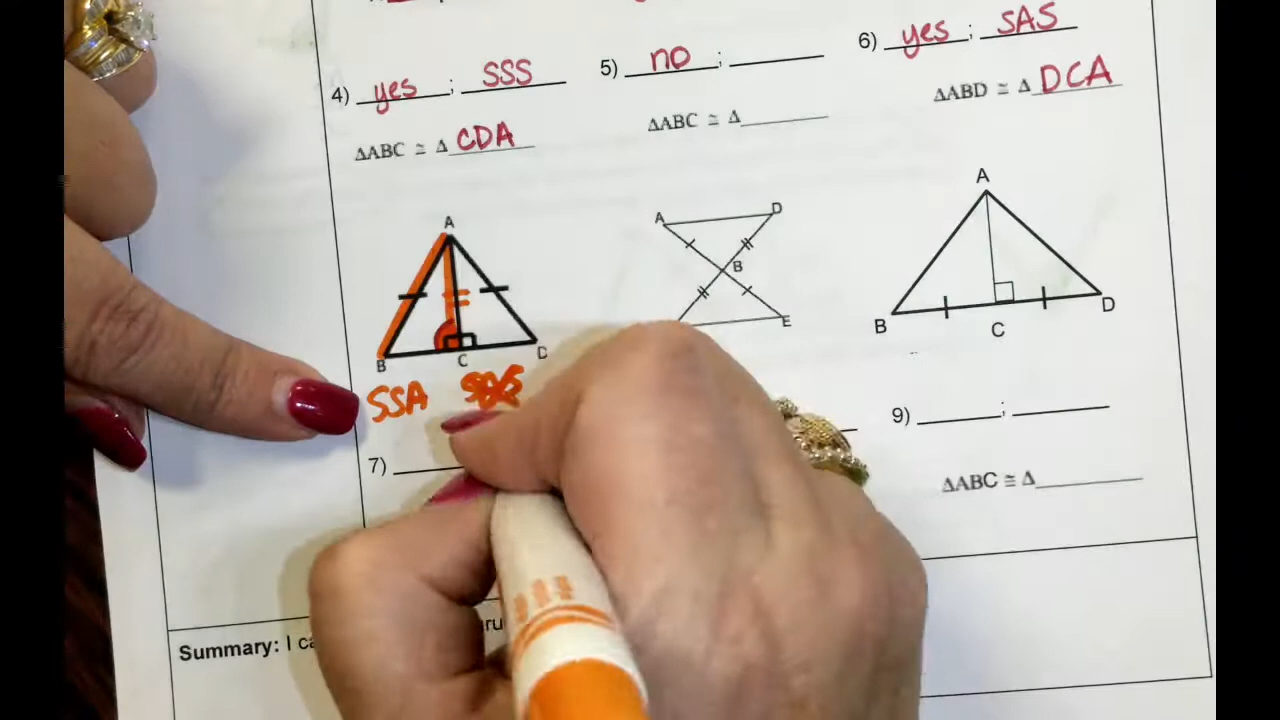 4) yes ; SSS 5) no ; 6) yes ; SAS
ΔABC ≅ Δ CDA ΔABC ≅ Δ ΔABD ≅ Δ DCA
A A D A
B
B C D E B C D
SSA
7) 9) ;
ΔABC ≅ Δ
Summary: I ca